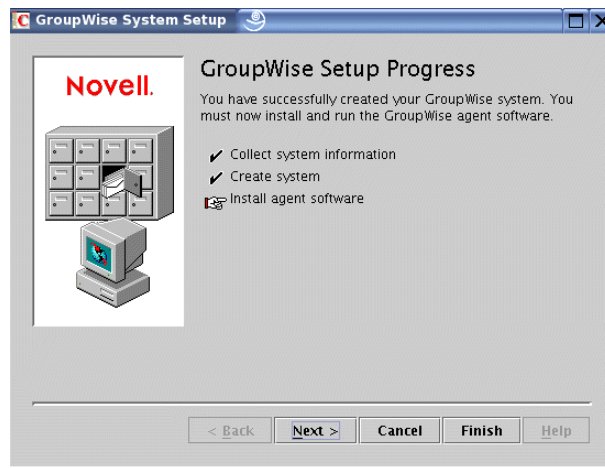 GroupWise System Setup
Novell.
GroupWise Setup Progress
You have successfully created your GroupWise system. You
must now install and run the GroupWise agent software.
Collect system information
Create system
Install agent software
< Back
Next >
Cancel
Finish
Help